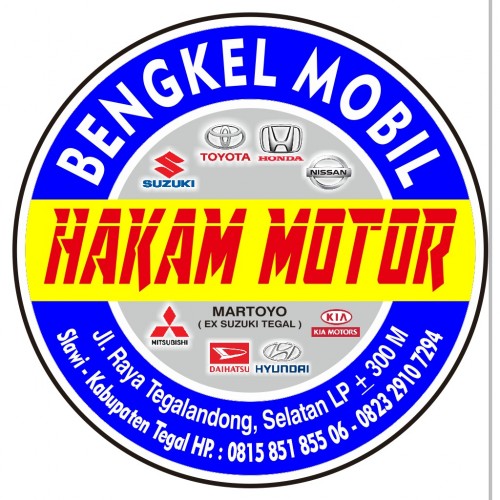 BENGKEL MOBIL
TOYOTA
HONDA
SUZUKI
NISSAN
HAKAM MOTOR
MARTOYO
( EX SUZUKI TEGAL )
MITSUBISHI
KIA
KIA MOTORS
DAIHATSU
HYUNDAI
Jl. Raya Tegalandong, Selatan LP ± 300 M
Slawi - Kabupaten Tegal HP. : 0815 851 855 06 - 0823 2910 7294